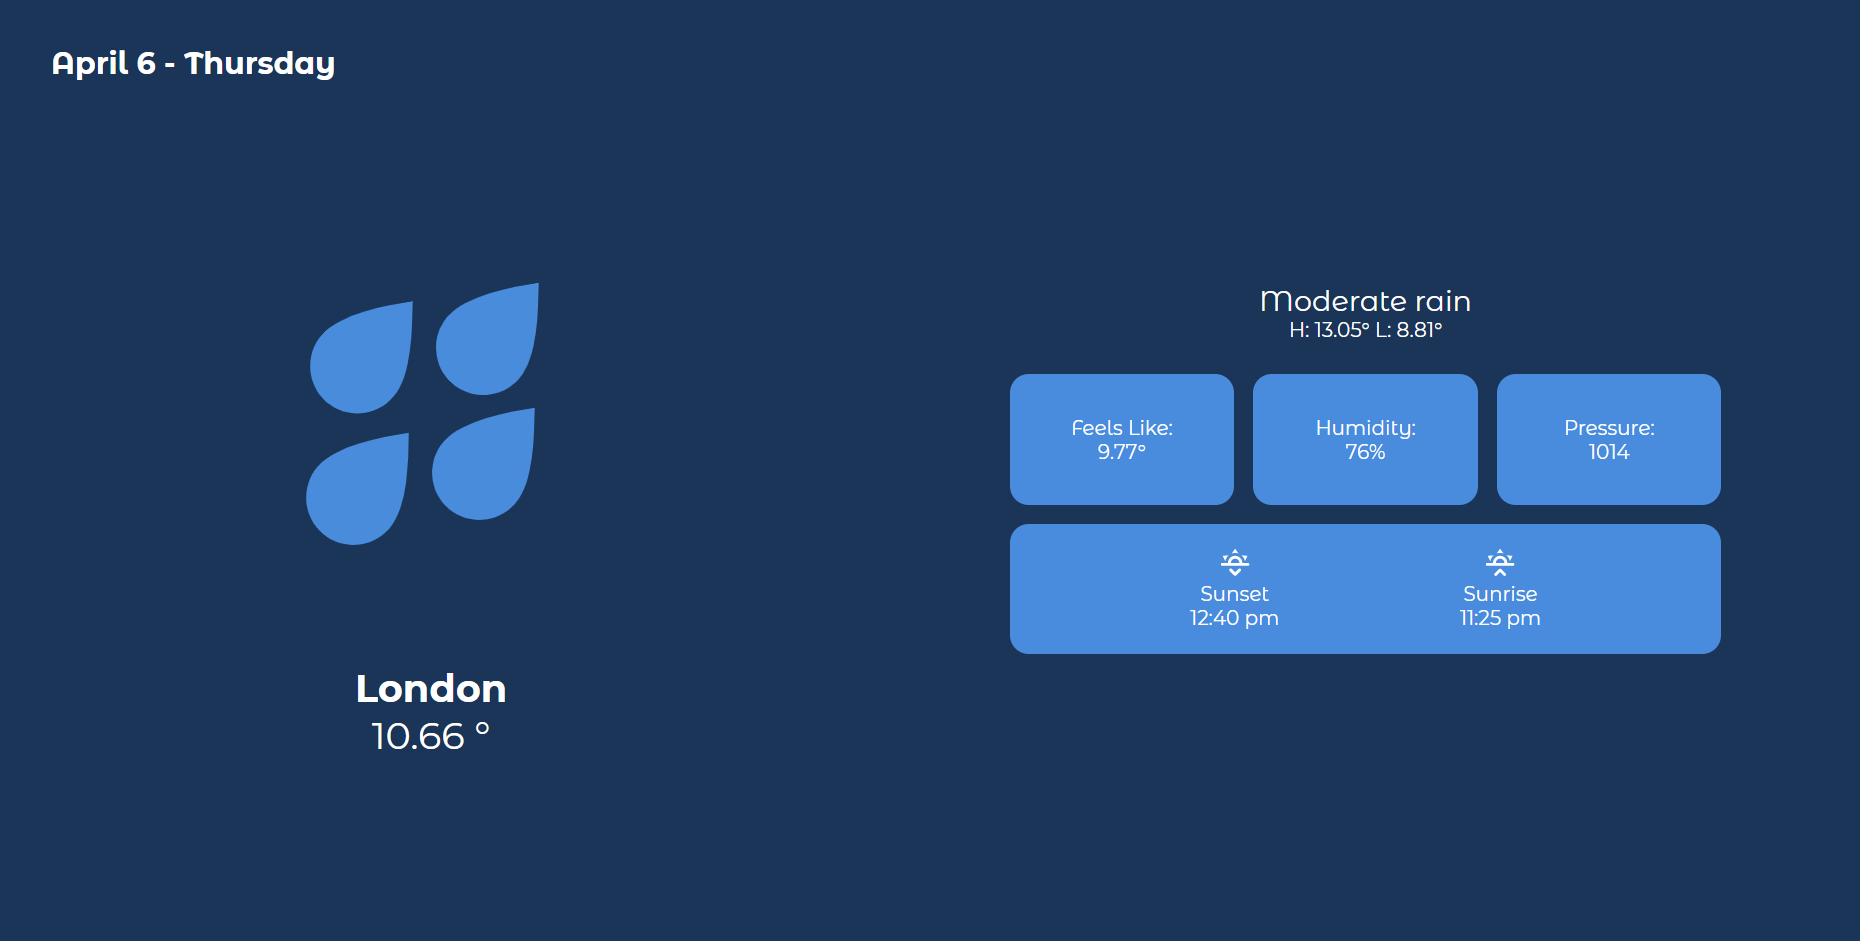 April 6 - Thursday
London
10.66 °
Moderate rain
H: 13.05° L: 8.81°
Feels Like:
9.77°
Humidity:
76%
Pressure:
1014
Sunset
12:40 pm
Sunrise
11:25 pm